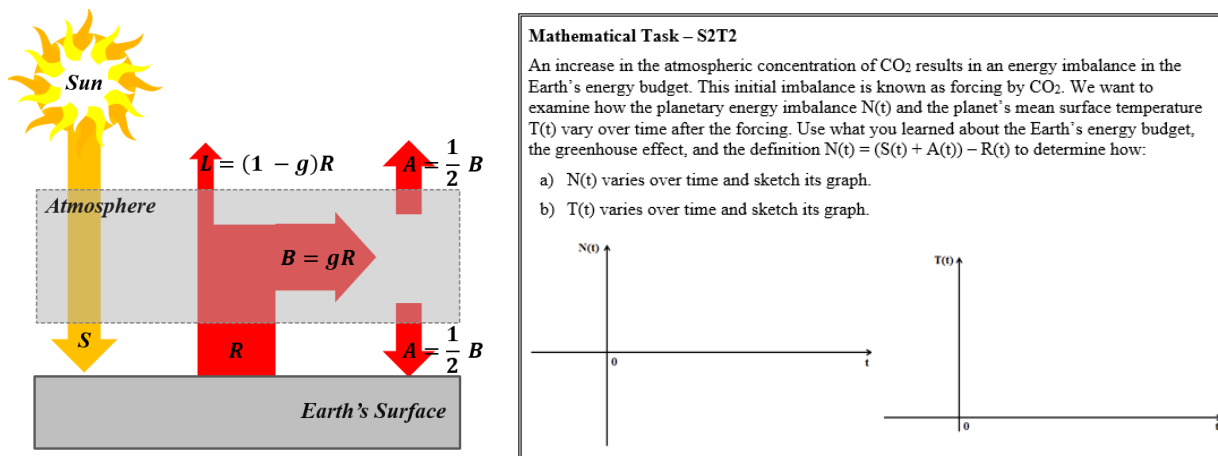 Sun
L = (1 − g)R
A = 1/2 B
Atmosphere
B = gR
S
R
A = 1/2 B
Earth's Surface
Mathematical Task – S2T2
An increase in the atmospheric concentration of CO₂ results in an energy imbalance in the
Earth's energy budget. This initial imbalance is known as forcing by CO₂. We want to
examine how the planetary energy imbalance N(t) and the planet's mean surface temperature
T(t) vary over time after the forcing. Use what you learned about the Earth's energy budget,
the greenhouse effect, and the definition N(t) = (S(t) + A(t)) – R(t) to determine how:
a) N(t) varies over time and sketch its graph.
b) T(t) varies over time and sketch its graph.
N(t)
0
t
T(t)
0
t